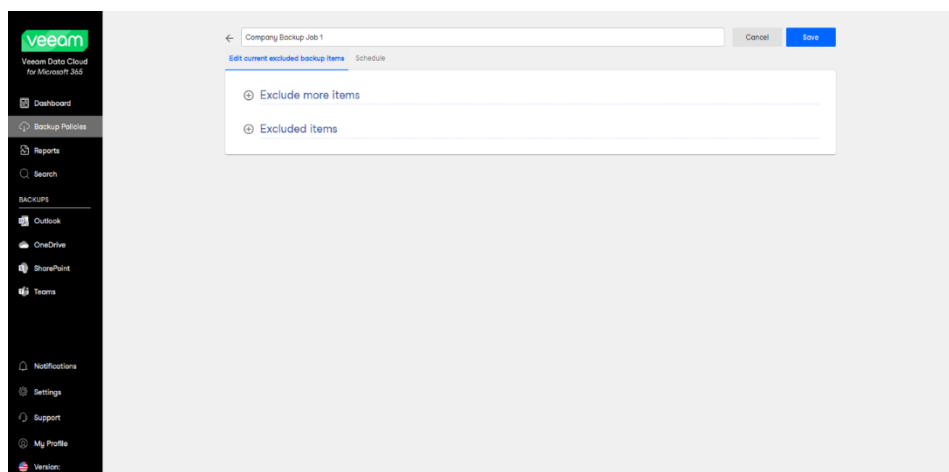 veeam
Veeam Data Cloud
for Microsoft 365
Dashboard
Backup Policies
Reports
Search
BACKUPS
Outlook
OneDrive
SharePoint
Teams
Notifications
Settings
Support
My Profile
Version:
Company Backup Job 1
Cancel
Save
Edit current excluded backup items
Schedule
Exclude more items
Excluded items